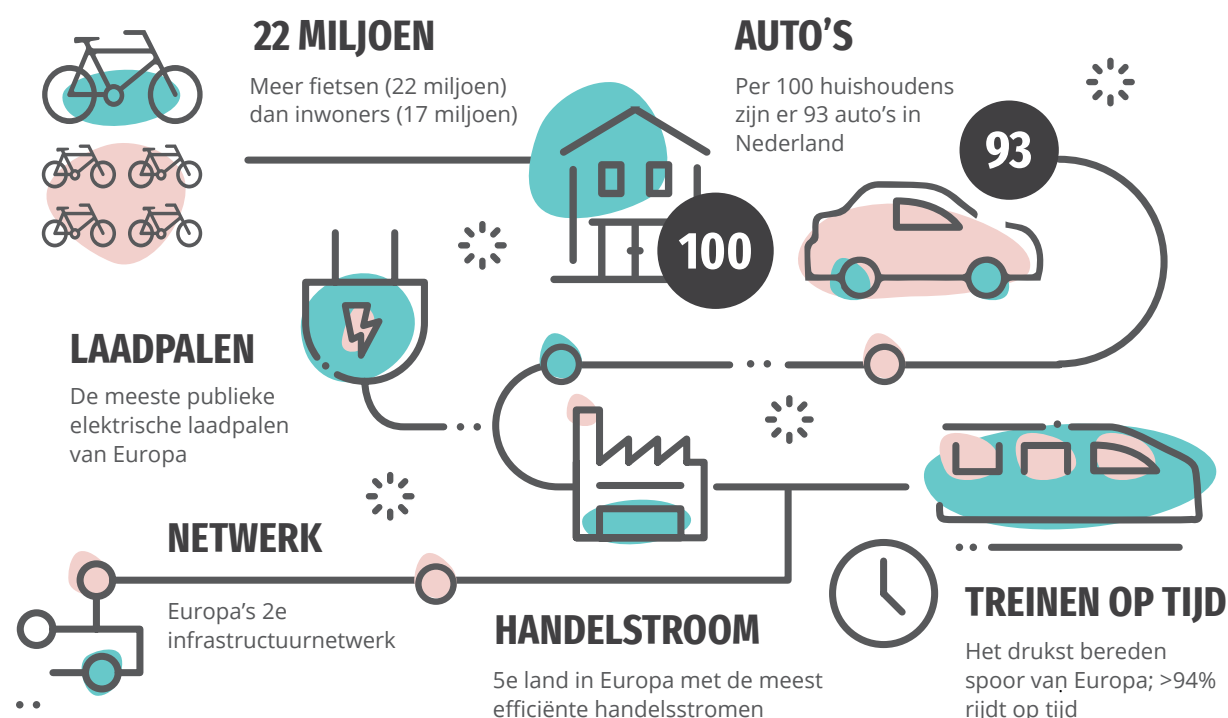 22 MILJOEN
Meer fietsen (22 miljoen)
dan inwoners (17 miljoen)
AUTO’S
Per 100 huishoudens
zijn er 93 auto’s in
Nederland
93
100
LAADPALEN
De meeste publieke
elektrische laadpalen
van Europa
NETWERK
Europa’s 2e
infrastructuurnetwerk
HANDELSTROOM
5e land in Europa met de meest
efficiënte handelsstromen
TREINEN OP TIJD
Het drukst bereden
spoor van Europa; >94%
rijdt op tijd